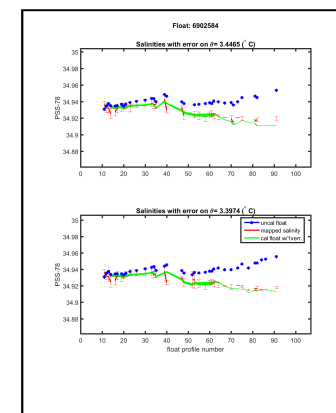 Float: 6902584
Salinities with error on θ= 3.4465 (° C)
PSS-78
35
34.98
34.96
34.94
34.92
34.9
34.88
0 10 20 30 40 50 60 70 80 90 100
Salinities with error on θ= 3.3974 (° C)
uncal float
mapped salinity
cal float w/1xerr.
PSS-78
35
34.98
34.96
34.94
34.92
34.9
34.88
0 10 20 30 40 50 60 70 80 90 100
float profile number